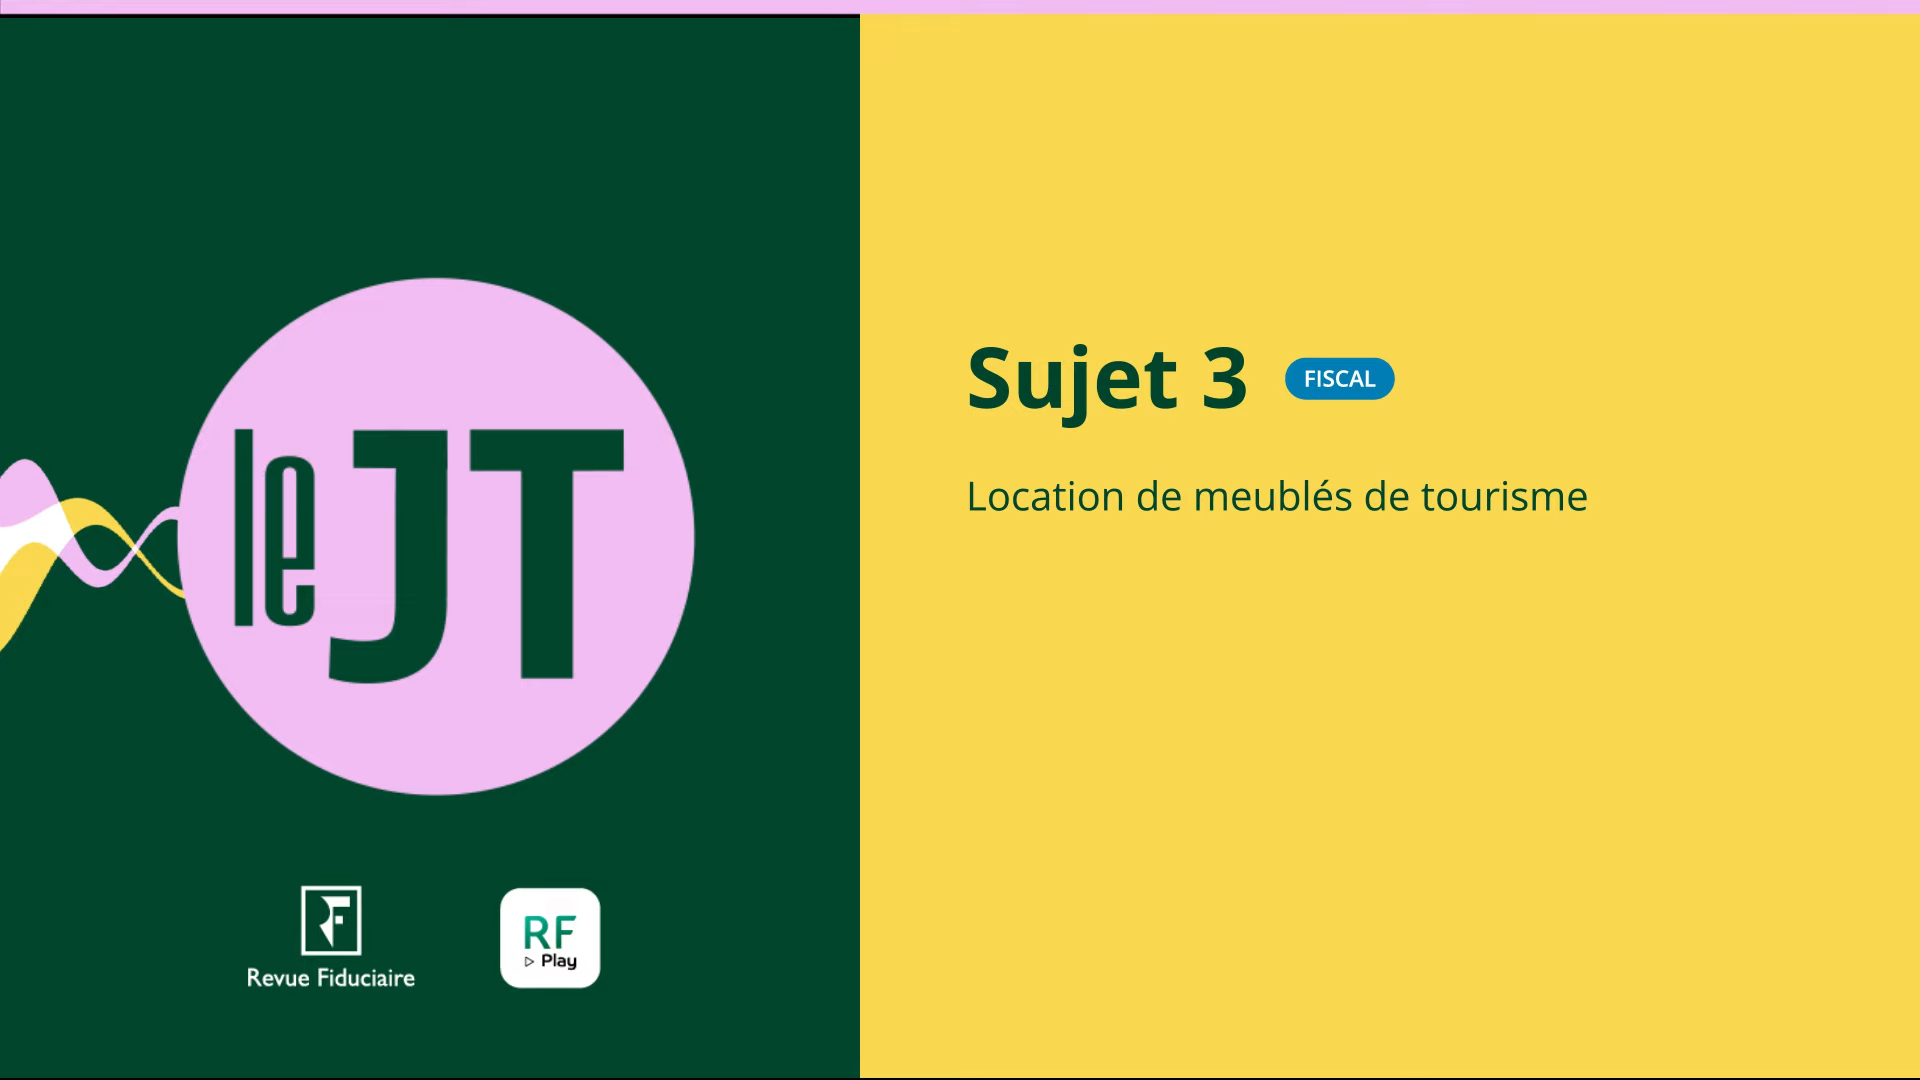 le JT
Sujet 3 FISCAL
Location de meublés de tourisme
Revue Fiduciaire
RF
Play